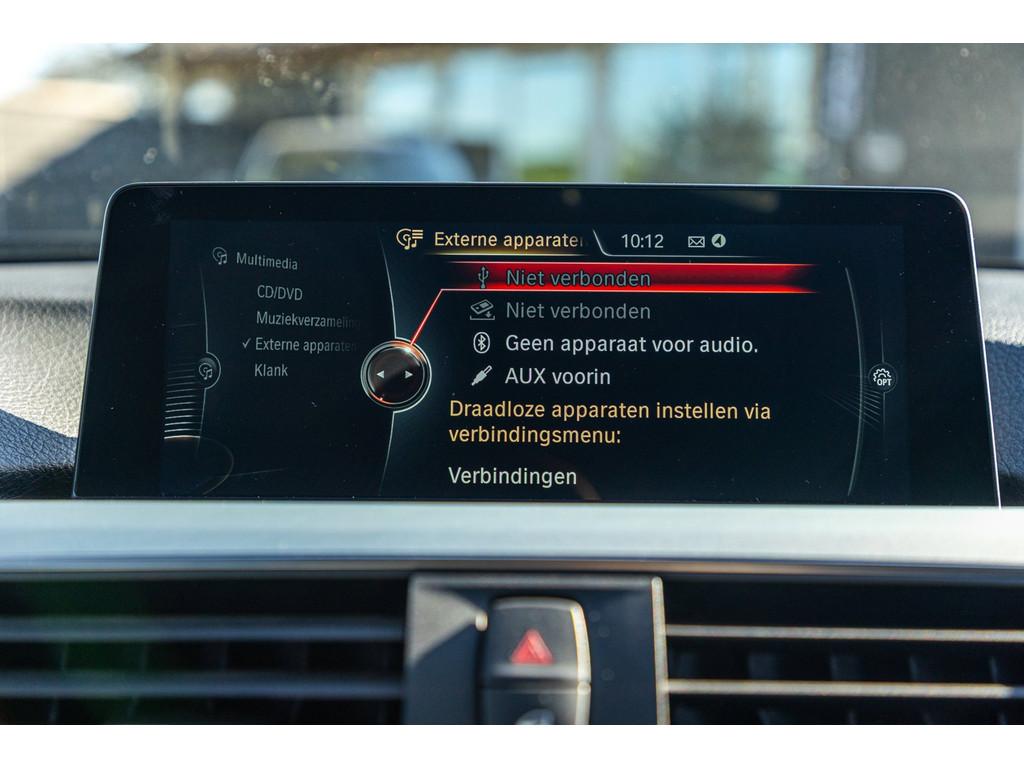 Multimedia
CD/DVD
Muziekverzameling
✓ Externe apparaten
Klank
Externe apparaten
10:12
Niet verbonden
Niet verbonden
Geen apparaat voor audio.
AUX voorin
Draadloze apparaten instellen via
verbindingsmenu:
Verbindingen
OPT